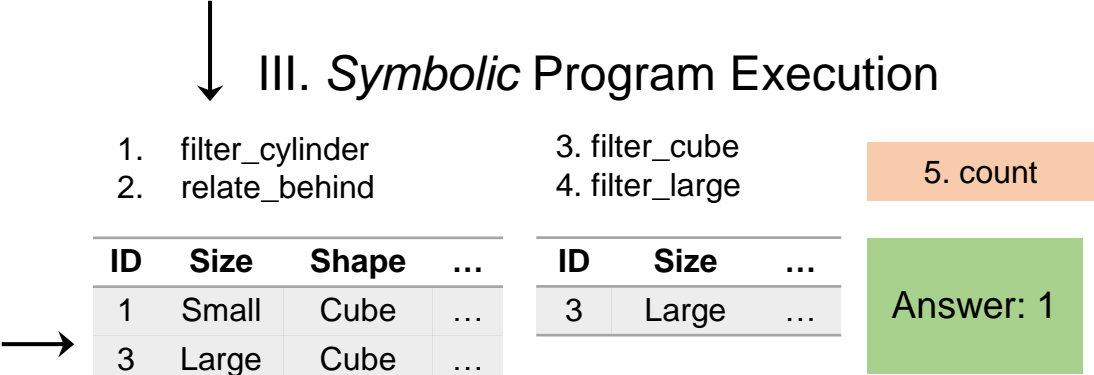 III. Symbolic Program Execution
1. filter_cylinder
2. relate_behind
3. filter_cube
4. filter_large
5. count
ID Size Shape …
1 Small Cube …
3 Large Cube …
ID Size …
3 Large …
Answer: 1